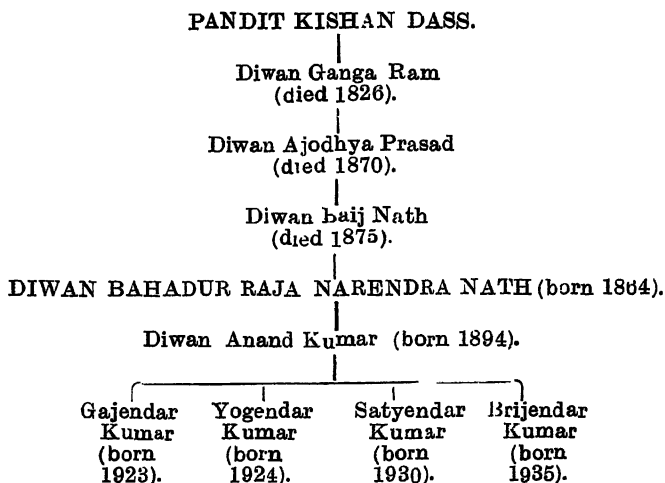 PANDIT KISHAN DASS.
Diwan Ganga Ram
(died 1826).
Diwan Ajodhya Prasad
(died 1870).
Diwan Baij Nath
(died 1875).
DIWAN BAHADUR RAJA NARENDRA NATH (born 1864).
Diwan Anand Kumar (born 1894).
Gajendar Yogendar Satyendar Brijendar
Kumar Kumar Kumar Kumar
(born (born (born (born
1923). 1924). 1930). 1935).